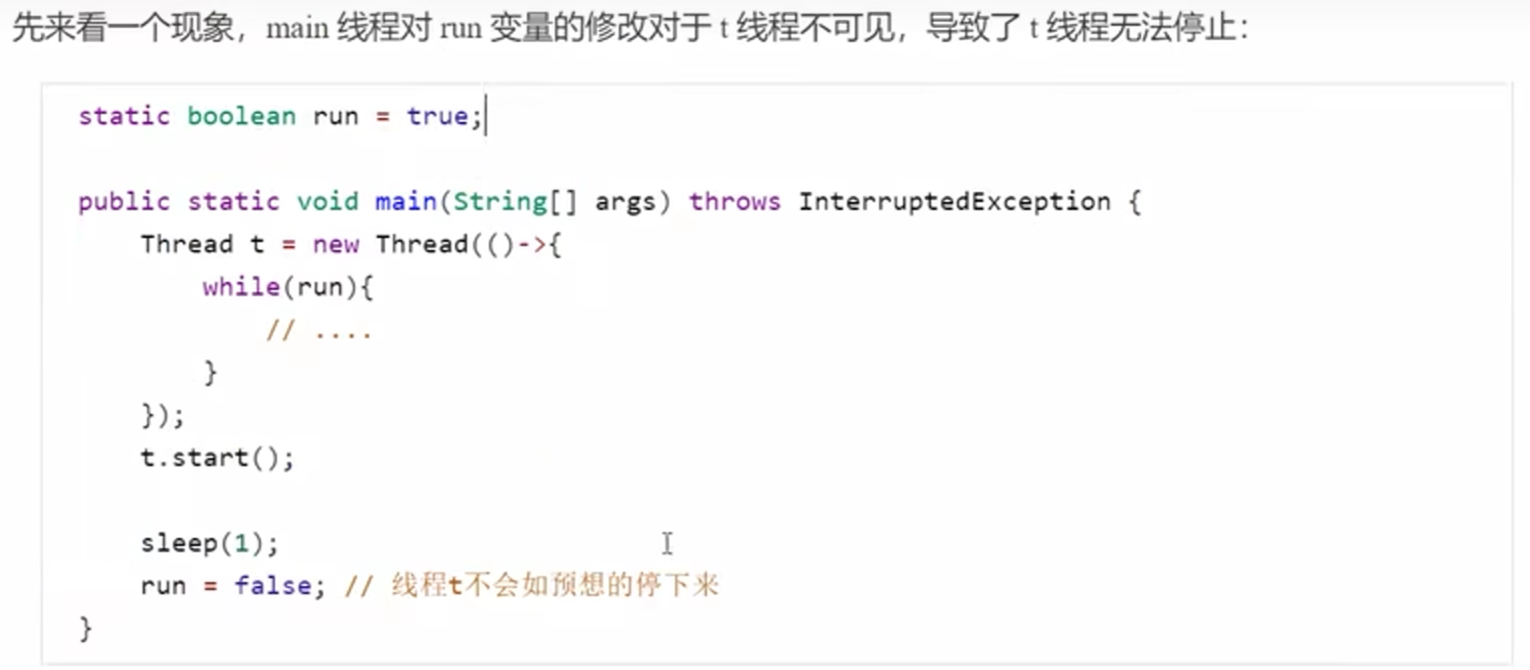 先来看一个现象，main 线程对 run 变量的修改对于 t 线程不可见，导致了 t 线程无法停止：
static boolean run = true;
public static void main(String[] args) throws InterruptedException {
    Thread t = new Thread(()->{
        while(run){
            // ....
        }
    });
    t.start();
    sleep(1);
    run = false; // 线程t不会如预想的停下来
}